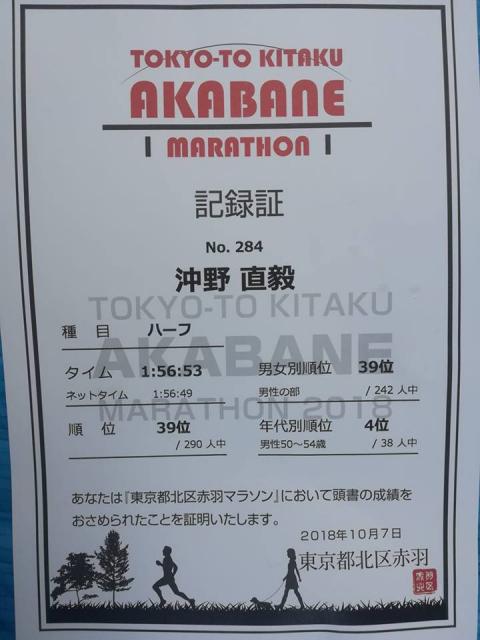 TOKYO-TO KITAKU
AKABANE
MARATHON
記録証
No. 284
沖野 直毅
TOKYO-TO KITAKU
AKABANE
MARATHON 2018
種 目 ハーフ
タイム 1:56:53 男女別順位 39位
ネットタイム 1:56:49 男性の部 / 242 人中
順 位 39位 年代別順位 4位
/ 290 人中 男性50~54歳 / 38 人中
あなたは『東京都北区赤羽マラソン』において頭書の成績を
おさめられたことを証明いたします。
2018年10月7日
東京都北区赤羽